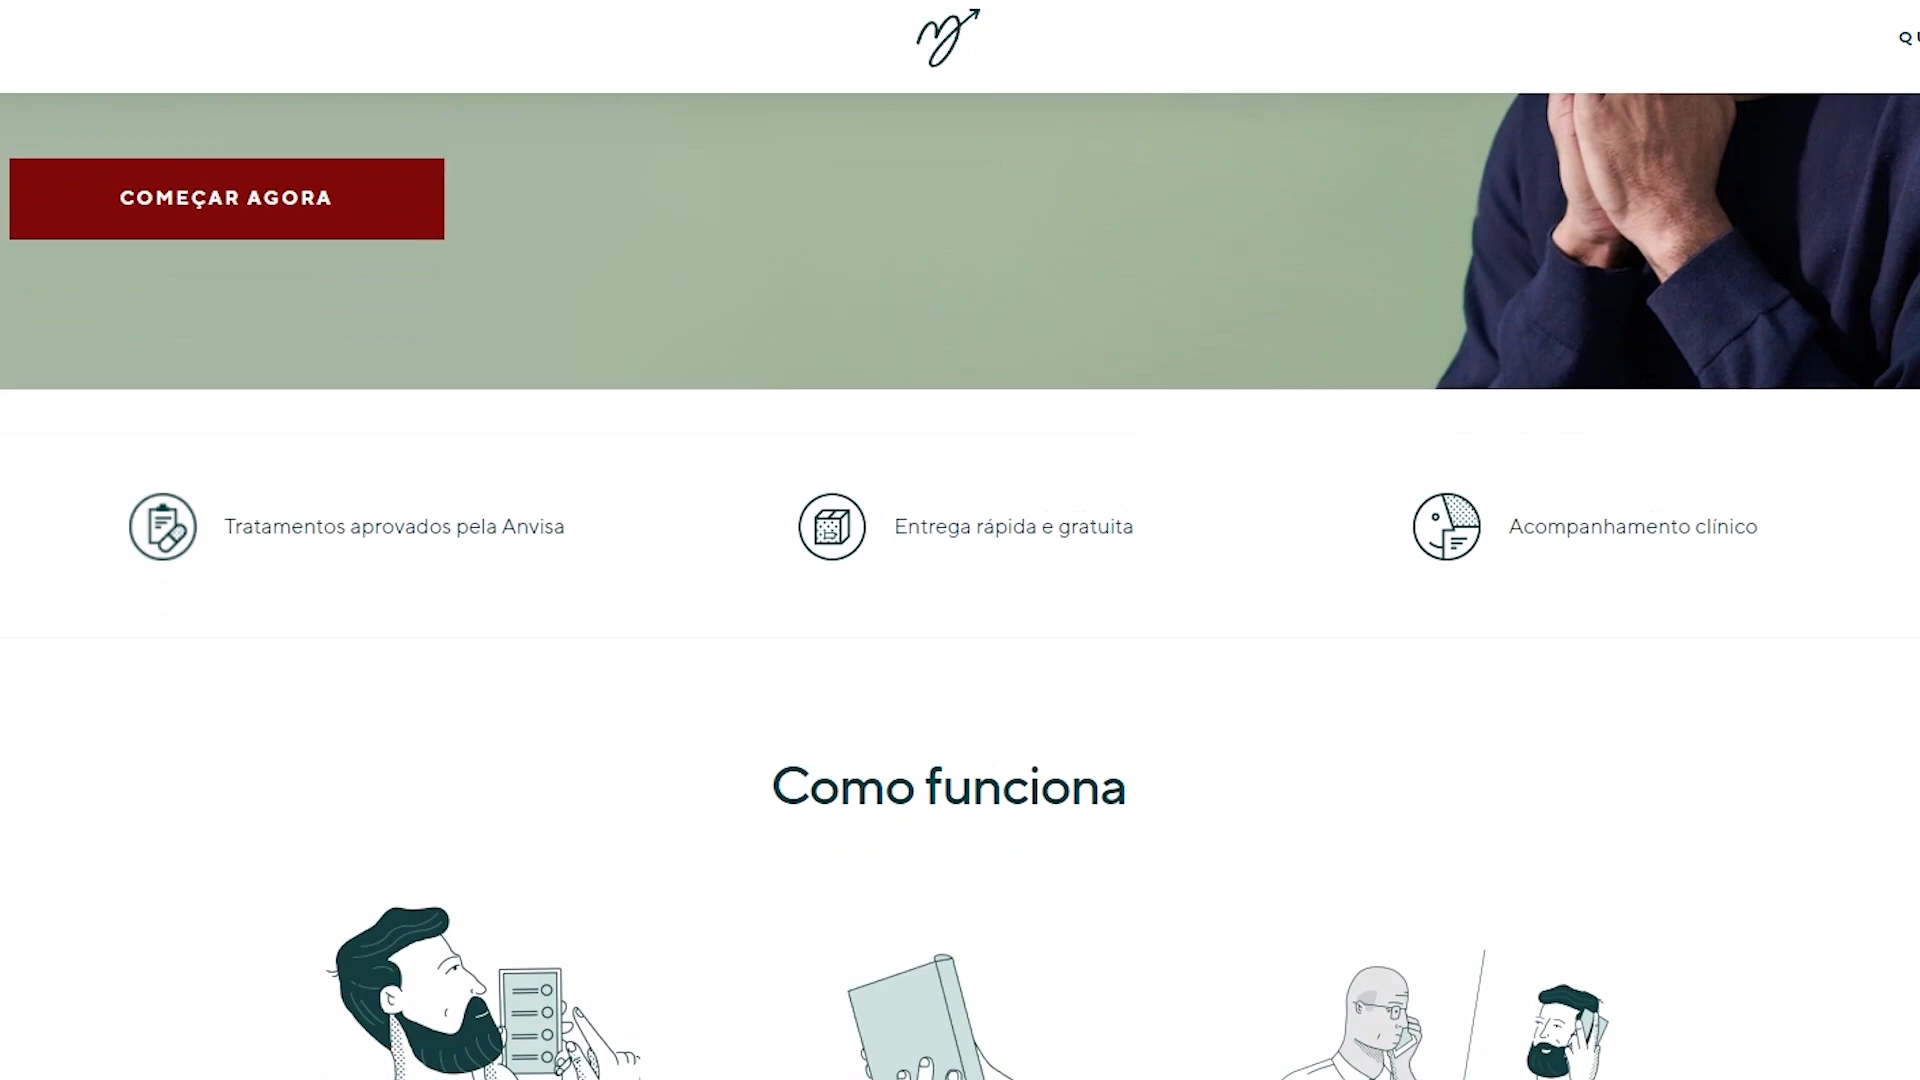 COMEÇAR AGORA
Tratamentos aprovados pela Anvisa
Entrega rápida e gratuita
Acompanhamento clínico
Como funciona